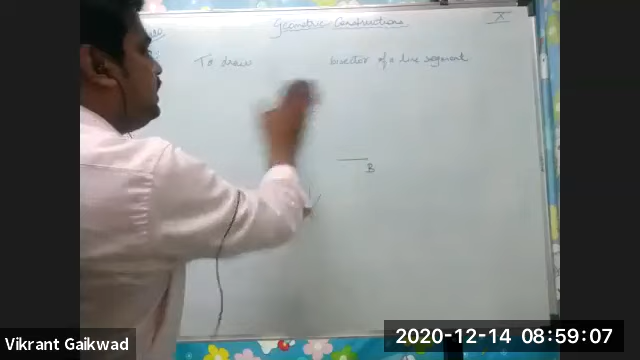 Geometric Constructions
X
To draw bisector of a line segment
B
Vikrant Gaikwad
2020-12-14 08:59:07